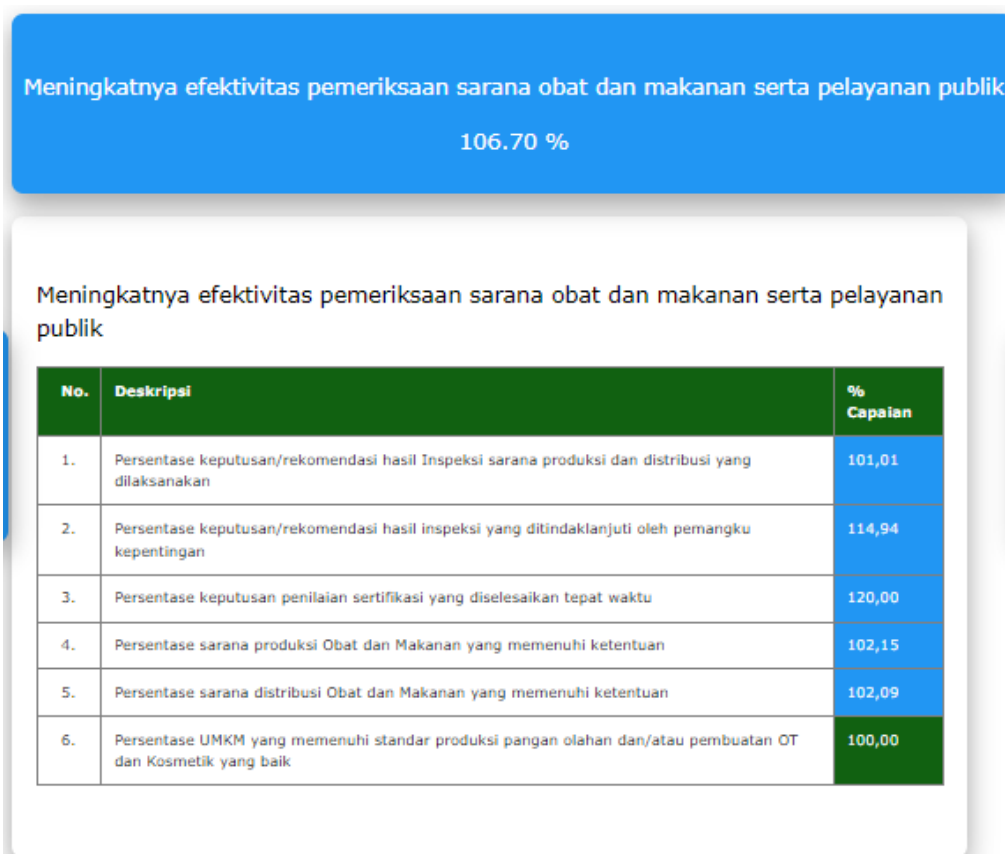 Meningkatnya efektivitas pemeriksaan sarana obat dan makanan serta pelayanan publik
106.70 %
Meningkatnya efektivitas pemeriksaan sarana obat dan makanan serta pelayanan
publik
No. Deskripsi %
Capaian
1. Persentase keputusan/rekomendasi hasil Inspeksi sarana produksi dan distribusi yang 101,01
dilaksanakan
2. Persentase keputusan/rekomendasi hasil inspeksi yang ditindaklanjuti oleh pemangku 114,94
kepentingan
3. Persentase keputusan penilaian sertifikasi yang diselesaikan tepat waktu 120,00
4. Persentase sarana produksi Obat dan Makanan yang memenuhi ketentuan 102,15
5. Persentase sarana distribusi Obat dan Makanan yang memenuhi ketentuan 102,09
6. Persentase UMKM yang memenuhi standar produksi pangan olahan dan/atau pembuatan OT 100,00
dan Kosmetik yang baik